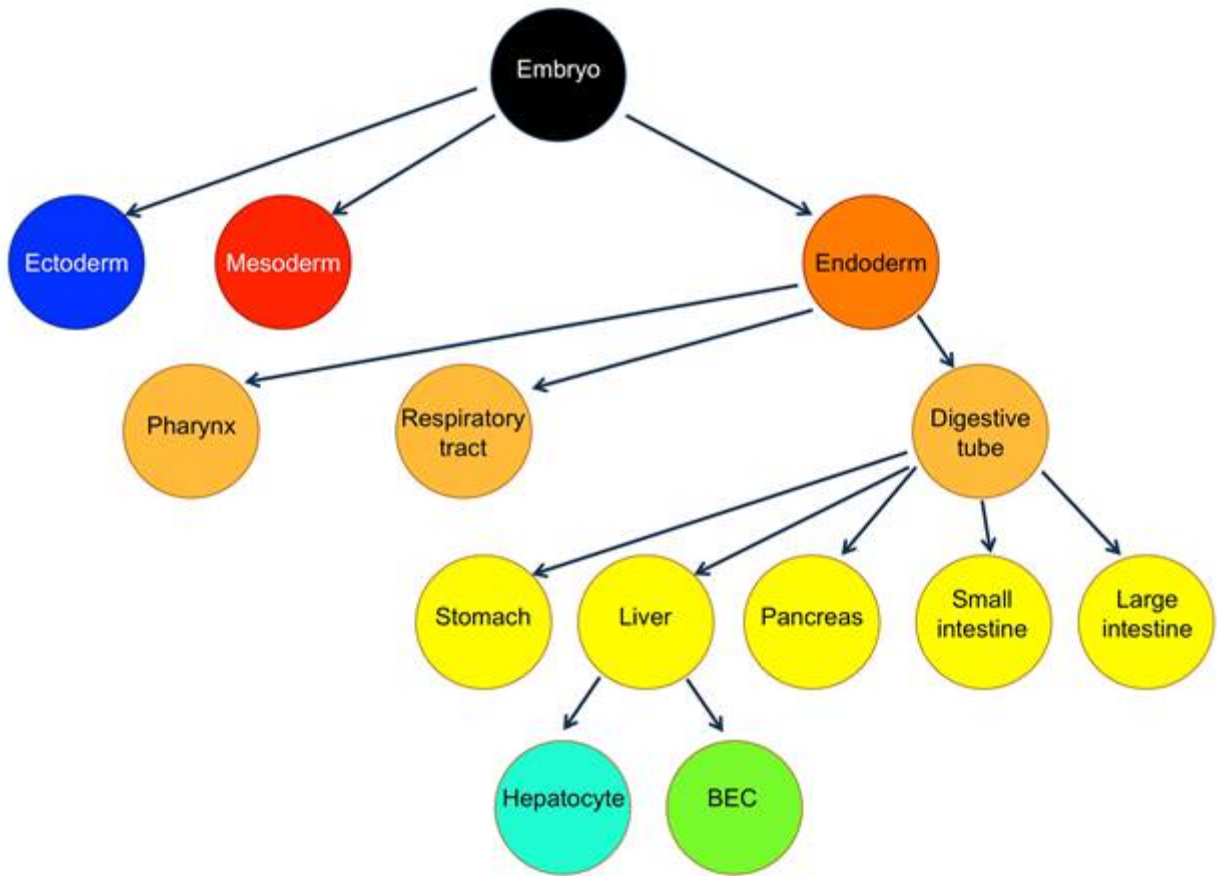 Embryo
Ectoderm
Mesoderm
Endoderm
Pharynx
Respiratory
tract
Digestive
tube
Stomach
Liver
Pancreas
Small
intestine
Large
intestine
Hepatocyte
BEC